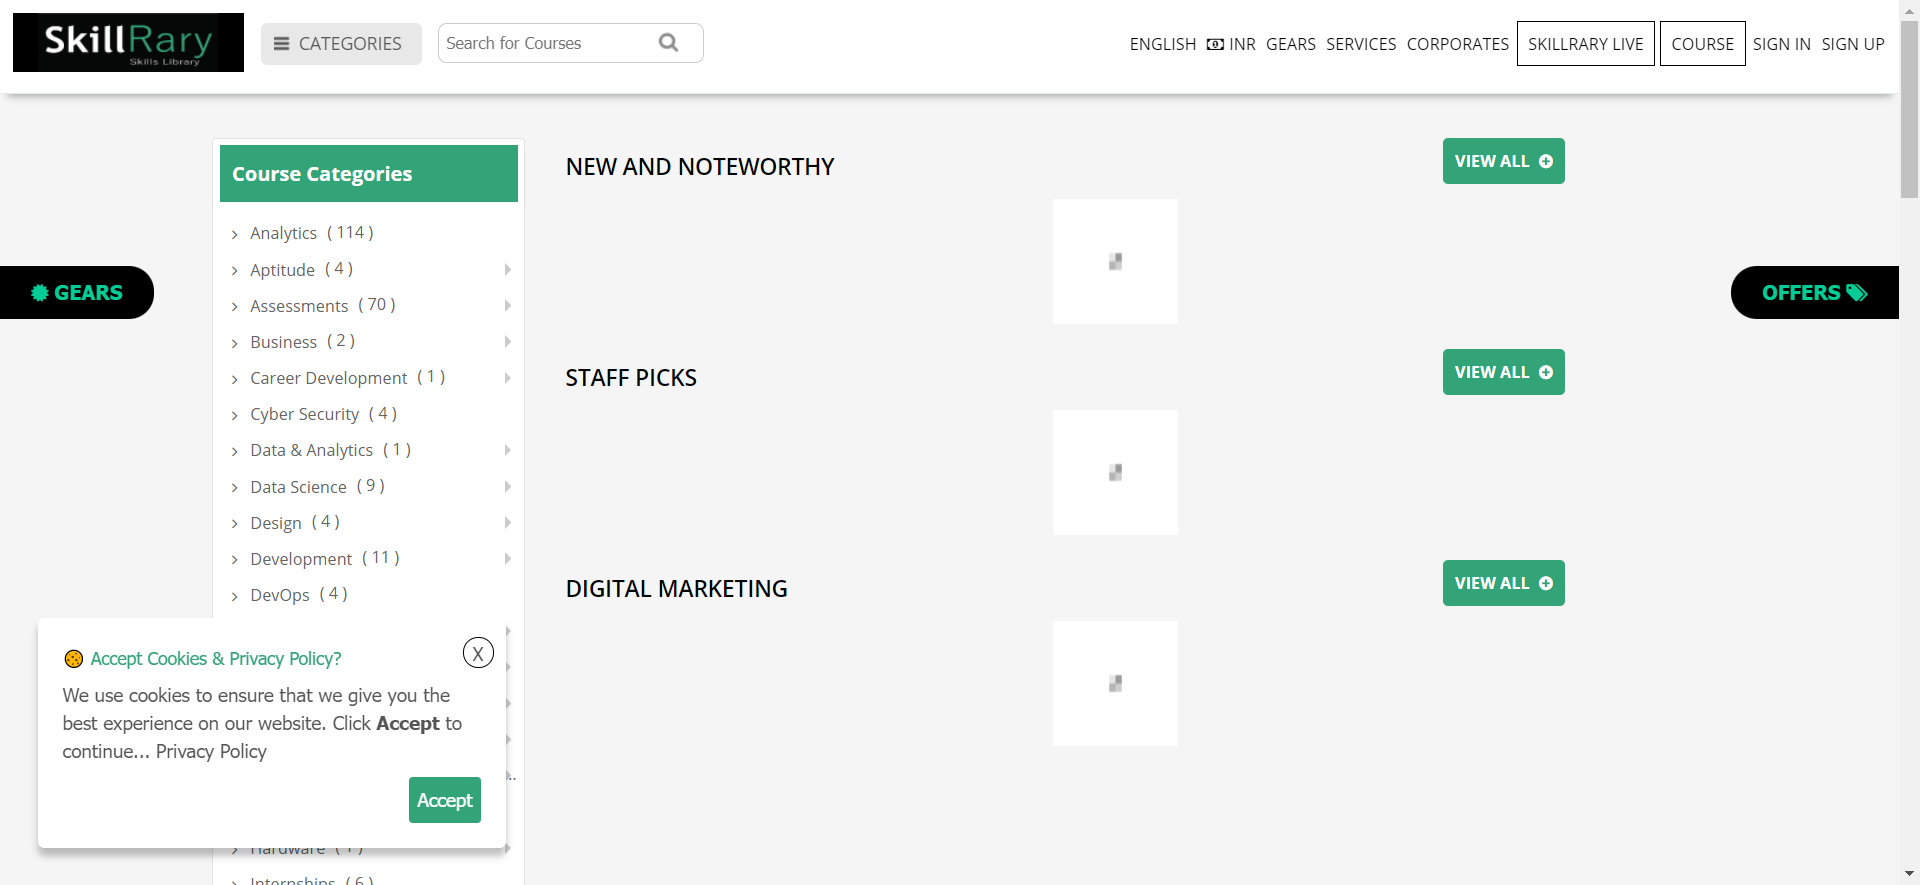 SkillRary
Skills Library
CATEGORIES
Search for Courses
ENGLISH INR GEARS SERVICES CORPORATES SKILLRARY LIVE COURSE SIGN IN SIGN UP
Course Categories
Analytics ( 114 )
Aptitude ( 4 )
Assessments ( 70 )
Business ( 2 )
Career Development ( 1 )
Cyber Security ( 4 )
Data & Analytics ( 1 )
Data Science ( 9 )
Design ( 4 )
Development ( 11 )
DevOps ( 4 )
Hardware ( 1 )
Internships ( 6 )
NEW AND NOTEWORTHY
VIEW ALL
STAFF PICKS
VIEW ALL
DIGITAL MARKETING
VIEW ALL
GEARS
OFFERS
Accept Cookies & Privacy Policy?
X
We use cookies to ensure that we give you the
best experience on our website. Click Accept to
continue... Privacy Policy
Accept